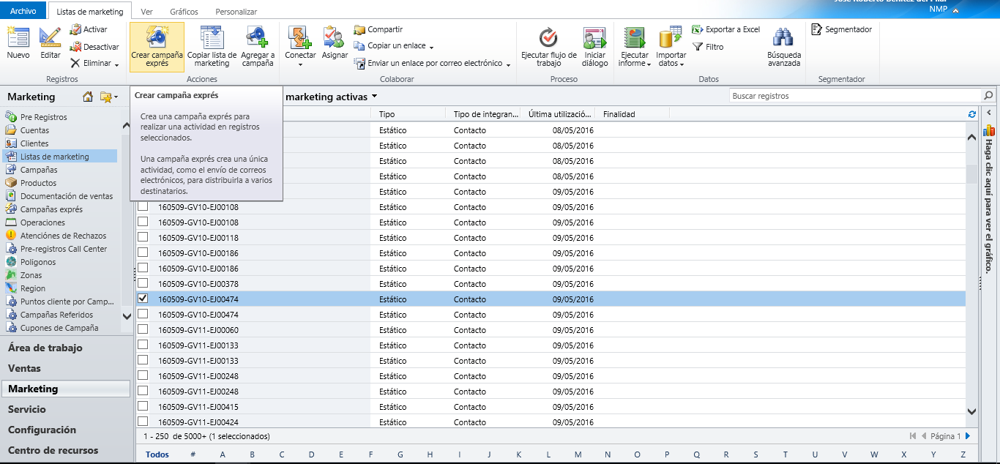 Archivo
Listas de marketing
Ver
Gráficos
Personalizar
NMP
Nuevo
Editar
Activar
Desactivar
Eliminar
Registros
Crear campaña exprés
Copiar lista de marketing
Agregar a campaña
Acciones
Conectar
Asignar
Compartir
Copiar un enlace
Enviar un enlace por correo electrónico
Colaborar
Ejecutar flujo de trabajo
Iniciar diálogo
Proceso
Ejecutar informe
Importar datos
Exportar a Excel
Filtro
Búsqueda avanzada
Datos
Segmentador
Segmentador
Marketing
Pre Registros
Cuentas
Clientes
Listas de marketing
Campañas
Productos
Documentación de ventas
Campañas exprés
Operaciones
Atenciónes de Rechazos
Pre-registros Call Center
Poligonos
Zonas
Region
Puntos cliente por Camp...
Campañas Referidos
Cupones de Campaña
Área de trabajo
Ventas
Marketing
Servicio
Configuración
Centro de recursos
Crear campaña exprés
Crea una campaña exprés para
realizar una actividad en registros
seleccionados.
Una campaña exprés crea una única
actividad, como el envío de correos
electrónicos, para distribuirla a varios
destinatarios.
marketing activas
Buscar registros
Tipo Tipo de integran... Última utilizació... Finalidad
Estático Contacto 08/05/2016
Estático Contacto 08/05/2016
Estático Contacto 08/05/2016
Estático Contacto 08/05/2016
Estático Contacto 09/05/2016
160509-GV10-EJ00108 Estático Contacto 09/05/2016
160509-GV10-EJ00108 Estático Contacto 09/05/2016
160509-GV10-EJ00118 Estático Contacto 09/05/2016
160509-GV10-EJ00186 Estático Contacto 09/05/2016
160509-GV10-EJ00186 Estático Contacto 09/05/2016
160509-GV10-EJ00378 Estático Contacto 09/05/2016
160509-GV10-EJ00474 Estático Contacto 09/05/2016
160509-GV10-EJ00474 Estático Contacto 09/05/2016
160509-GV11-EJ00060 Estático Contacto 09/05/2016
160509-GV11-EJ00133 Estático Contacto 09/05/2016
160509-GV11-EJ00133 Estático Contacto 09/05/2016
160509-GV11-EJ00248 Estático Contacto 09/05/2016
160509-GV11-EJ00248 Estático Contacto 09/05/2016
160509-GV11-EJ00415 Estático Contacto 09/05/2016
160509-GV11-EJ00424 Estático Contacto 09/05/2016
Haga clic aquí para ver el gráfico.
1 - 250 de 5000+ (1 seleccionados)
Página 1
Todos # A B C D E F G H I J K L M N O P Q R S T U V W X Y Z